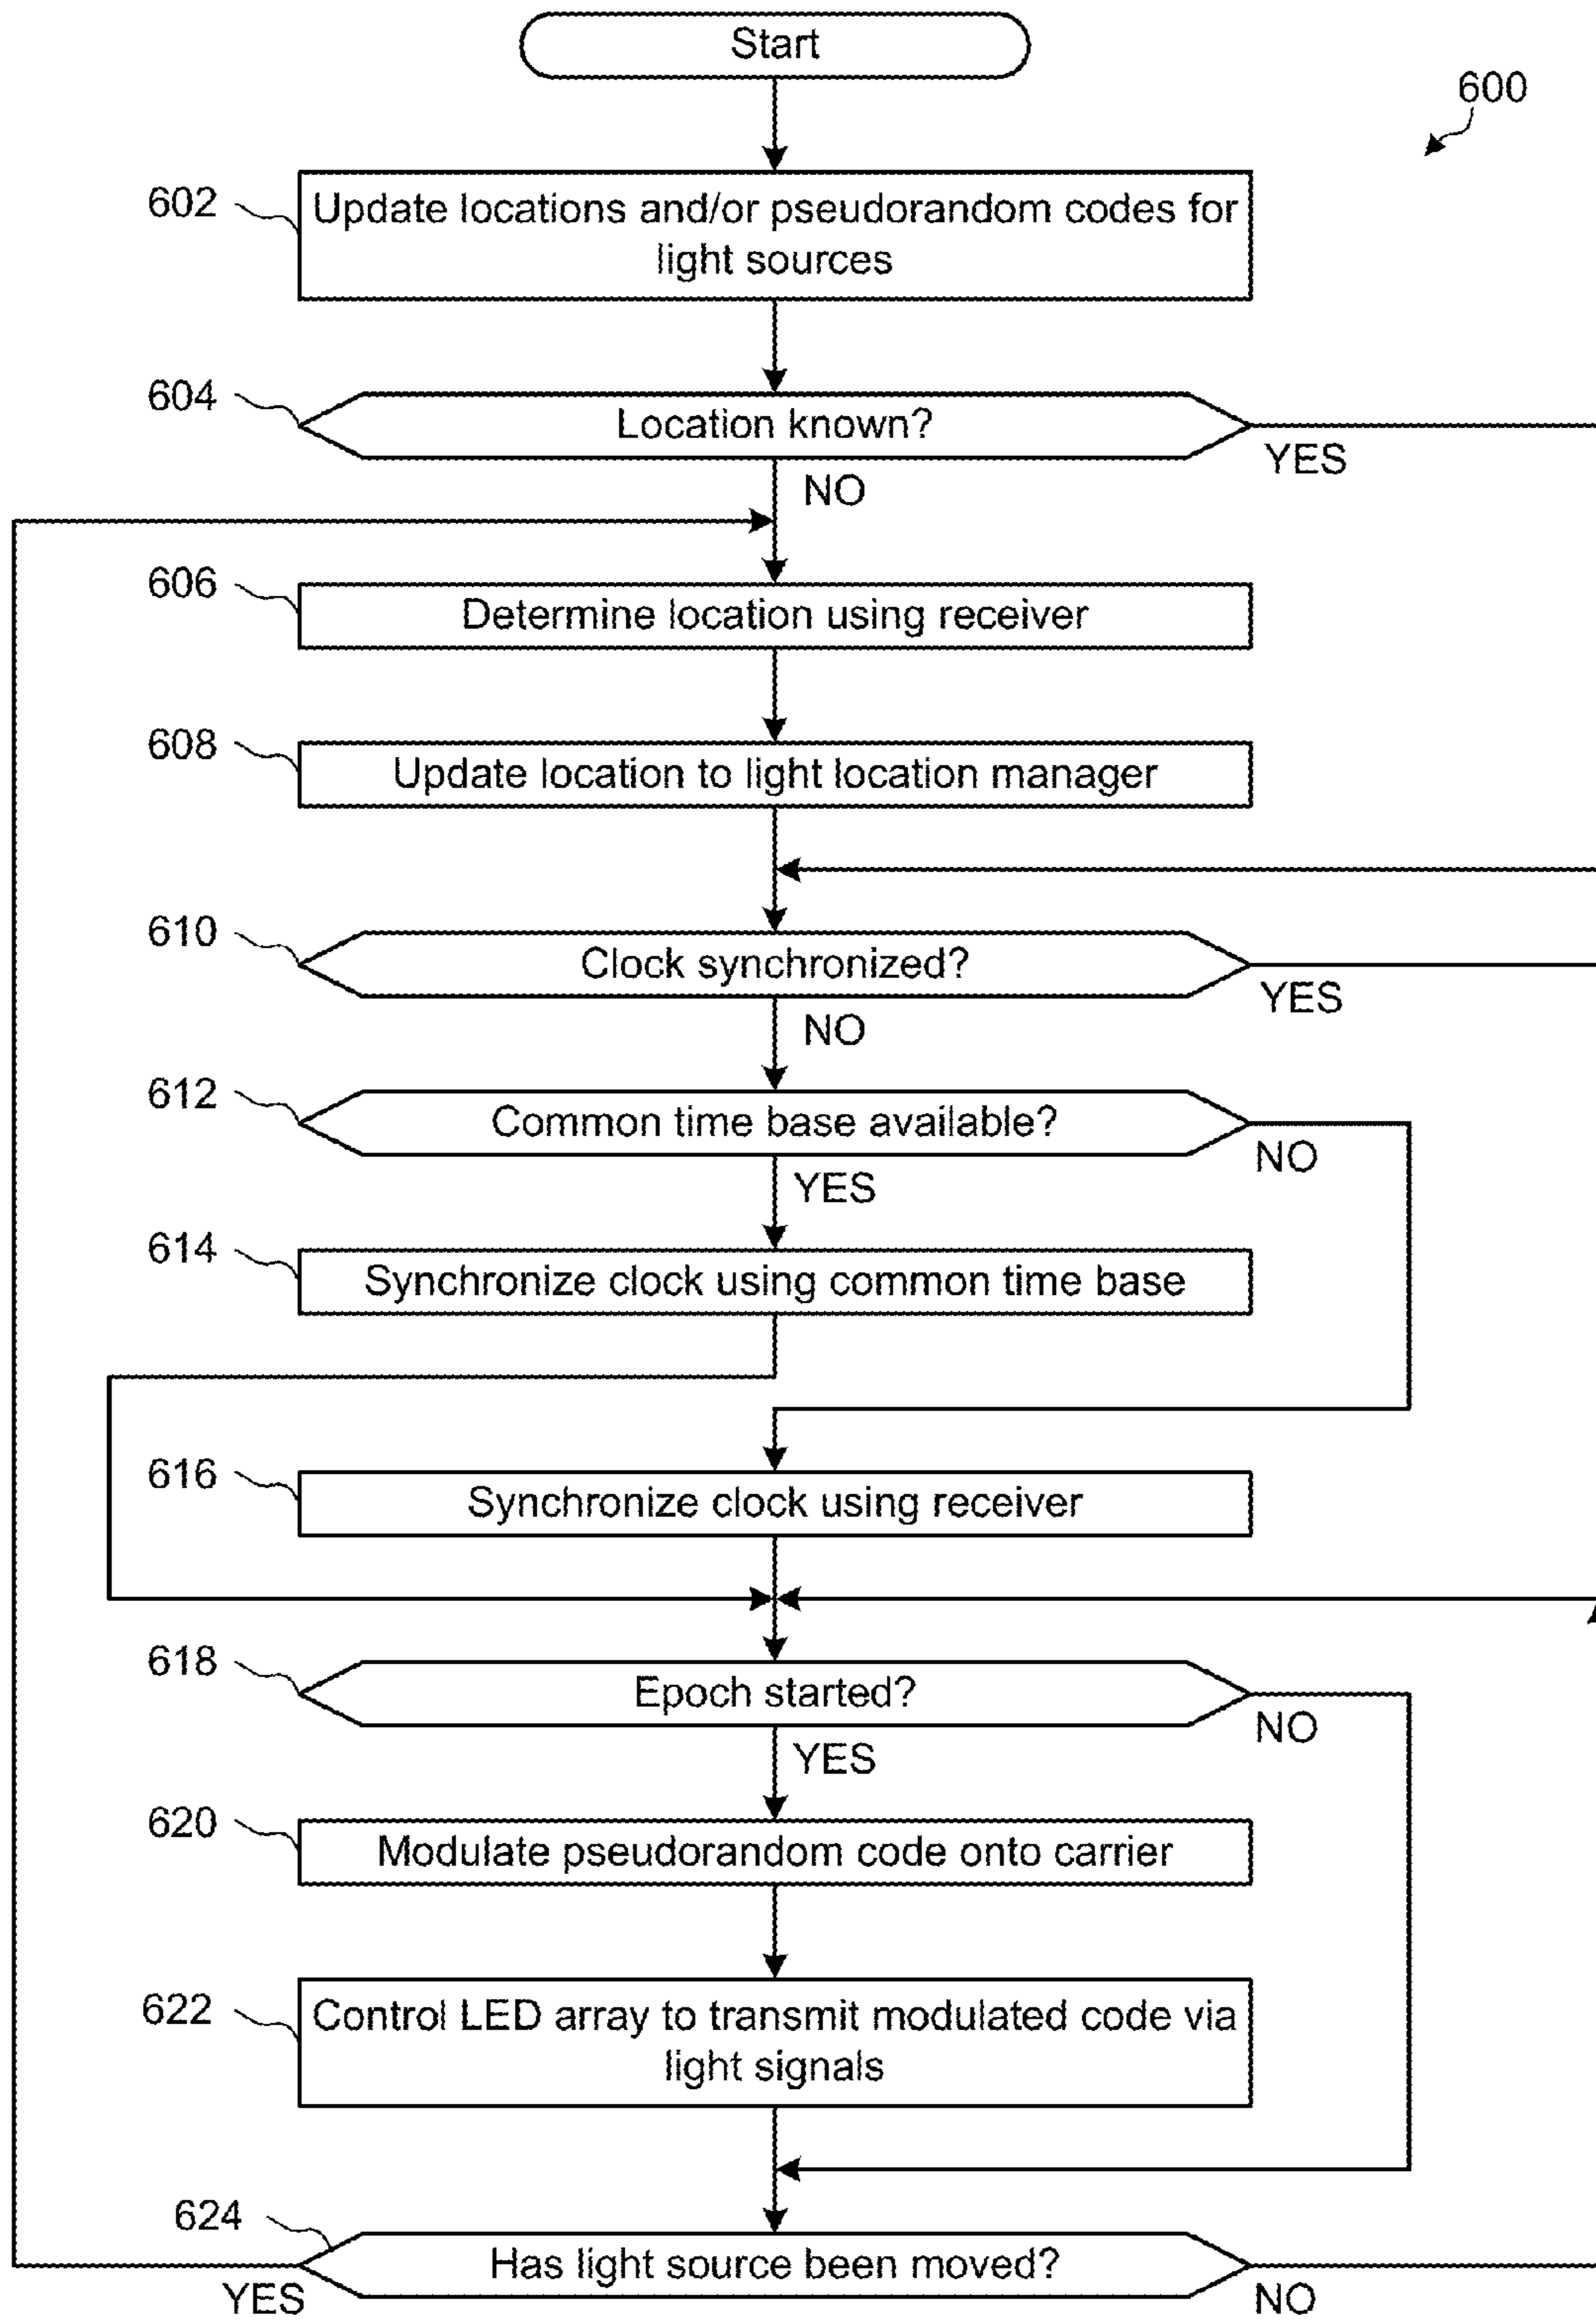 Start
600
602
Update locations and/or pseudorandom codes for
light sources
604
Location known?
YES
NO
606
Determine location using receiver
608
Update location to light location manager
610
Clock synchronized?
YES
NO
612
Common time base available?
NO
YES
614
Synchronize clock using common time base
616
Synchronize clock using receiver
618
Epoch started?
NO
YES
620
Modulate pseudorandom code onto carrier
622
Control LED array to transmit modulated code via
light signals
624
Has light source been moved?
YES
NO